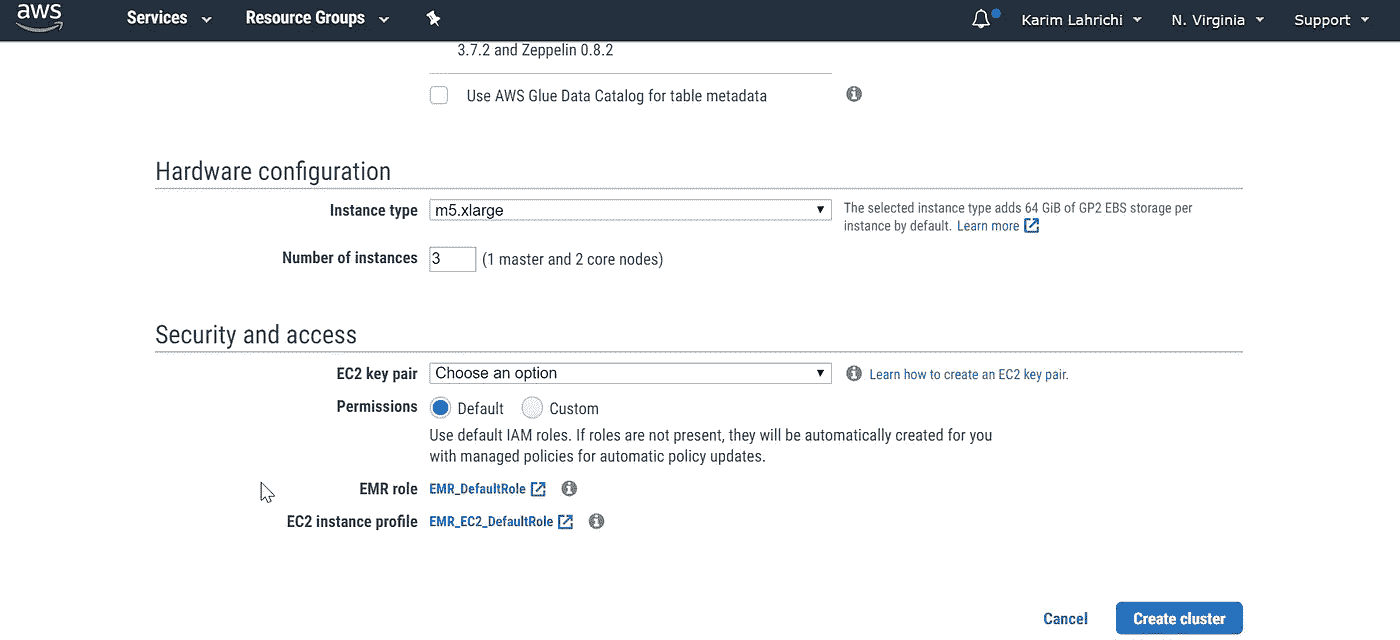 aws
Services
Resource Groups
Karim Lahrichi
N. Virginia
Support
3.7.2 and Zeppelin 0.8.2
Use AWS Glue Data Catalog for table metadata
Hardware configuration
Instance type
m5.xlarge
The selected instance type adds 64 GiB of GP2 EBS storage per
instance by default. Learn more
Number of instances
3
(1 master and 2 core nodes)
Security and access
EC2 key pair
Choose an option
Learn how to create an EC2 key pair.
Permissions
Default
Custom
Use default IAM roles. If roles are not present, they will be automatically created for you
with managed policies for automatic policy updates.
EMR role
EMR_DefaultRole
EC2 instance profile
EMR_EC2_DefaultRole
Cancel
Create cluster